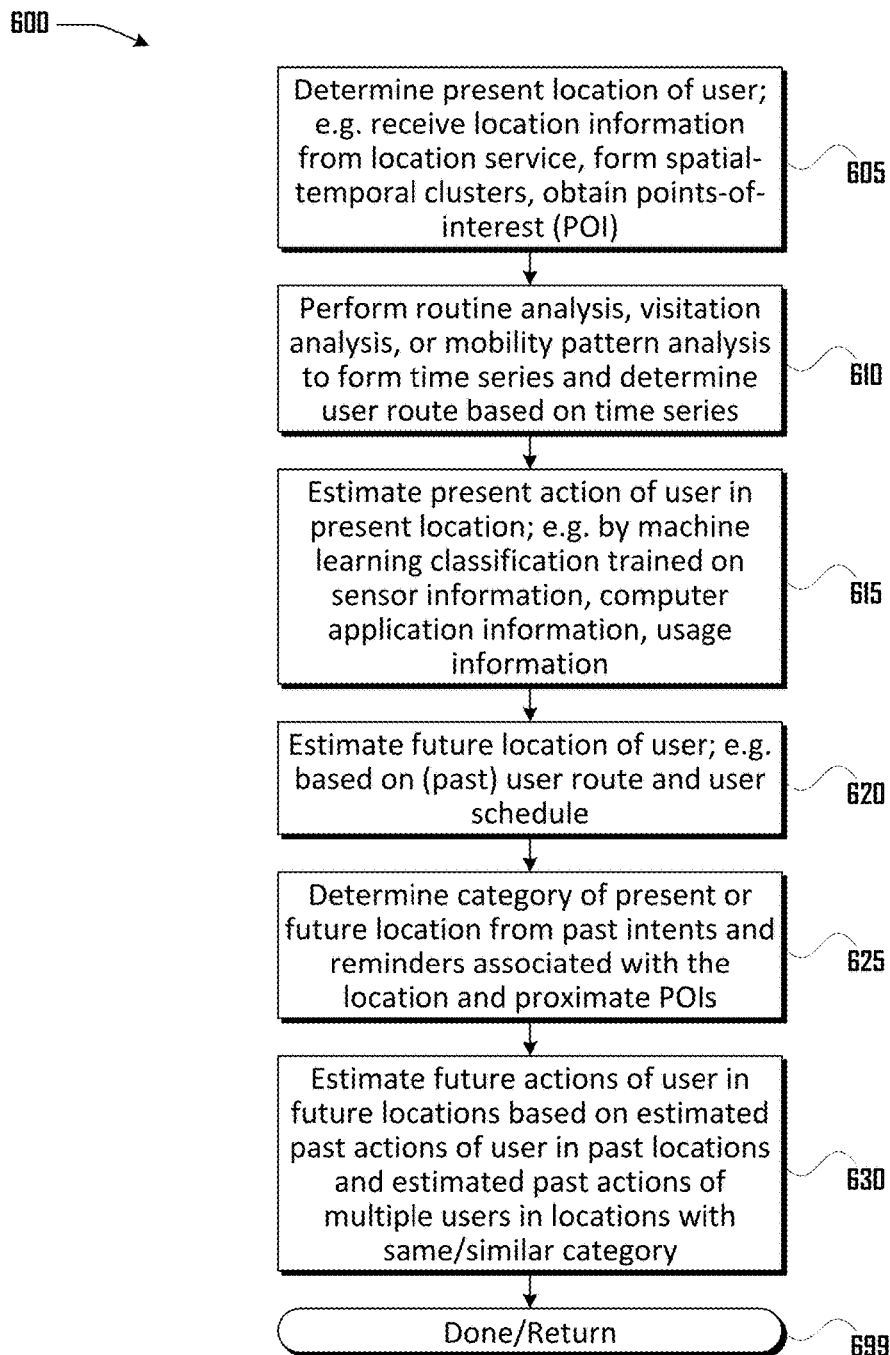 600
Determine present location of user;
e.g. receive location information
from location service, form spatial-
temporal clusters, obtain points-of-
interest (POI)
605
Perform routine analysis, visitation
analysis, or mobility pattern analysis
to form time series and determine
user route based on time series
610
Estimate present action of user in
present location; e.g. by machine
learning classification trained on
sensor information, computer
application information, usage
information
615
Estimate future location of user; e.g.
based on (past) user route and user
schedule
620
Determine category of present or
future location from past intents and
reminders associated with the
location and proximate POIs
625
Estimate future actions of user in
future locations based on estimated
past actions of user in past locations
and estimated past actions of
multiple users in locations with
same/similar category
630
Done/Return
699